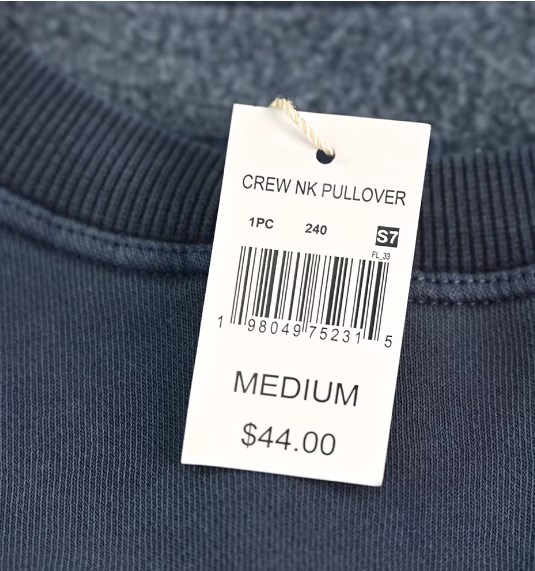 CREW NK PULLOVER
1PC 240 S7
FL_33
1 98049 75231 5
MEDIUM
$44.00